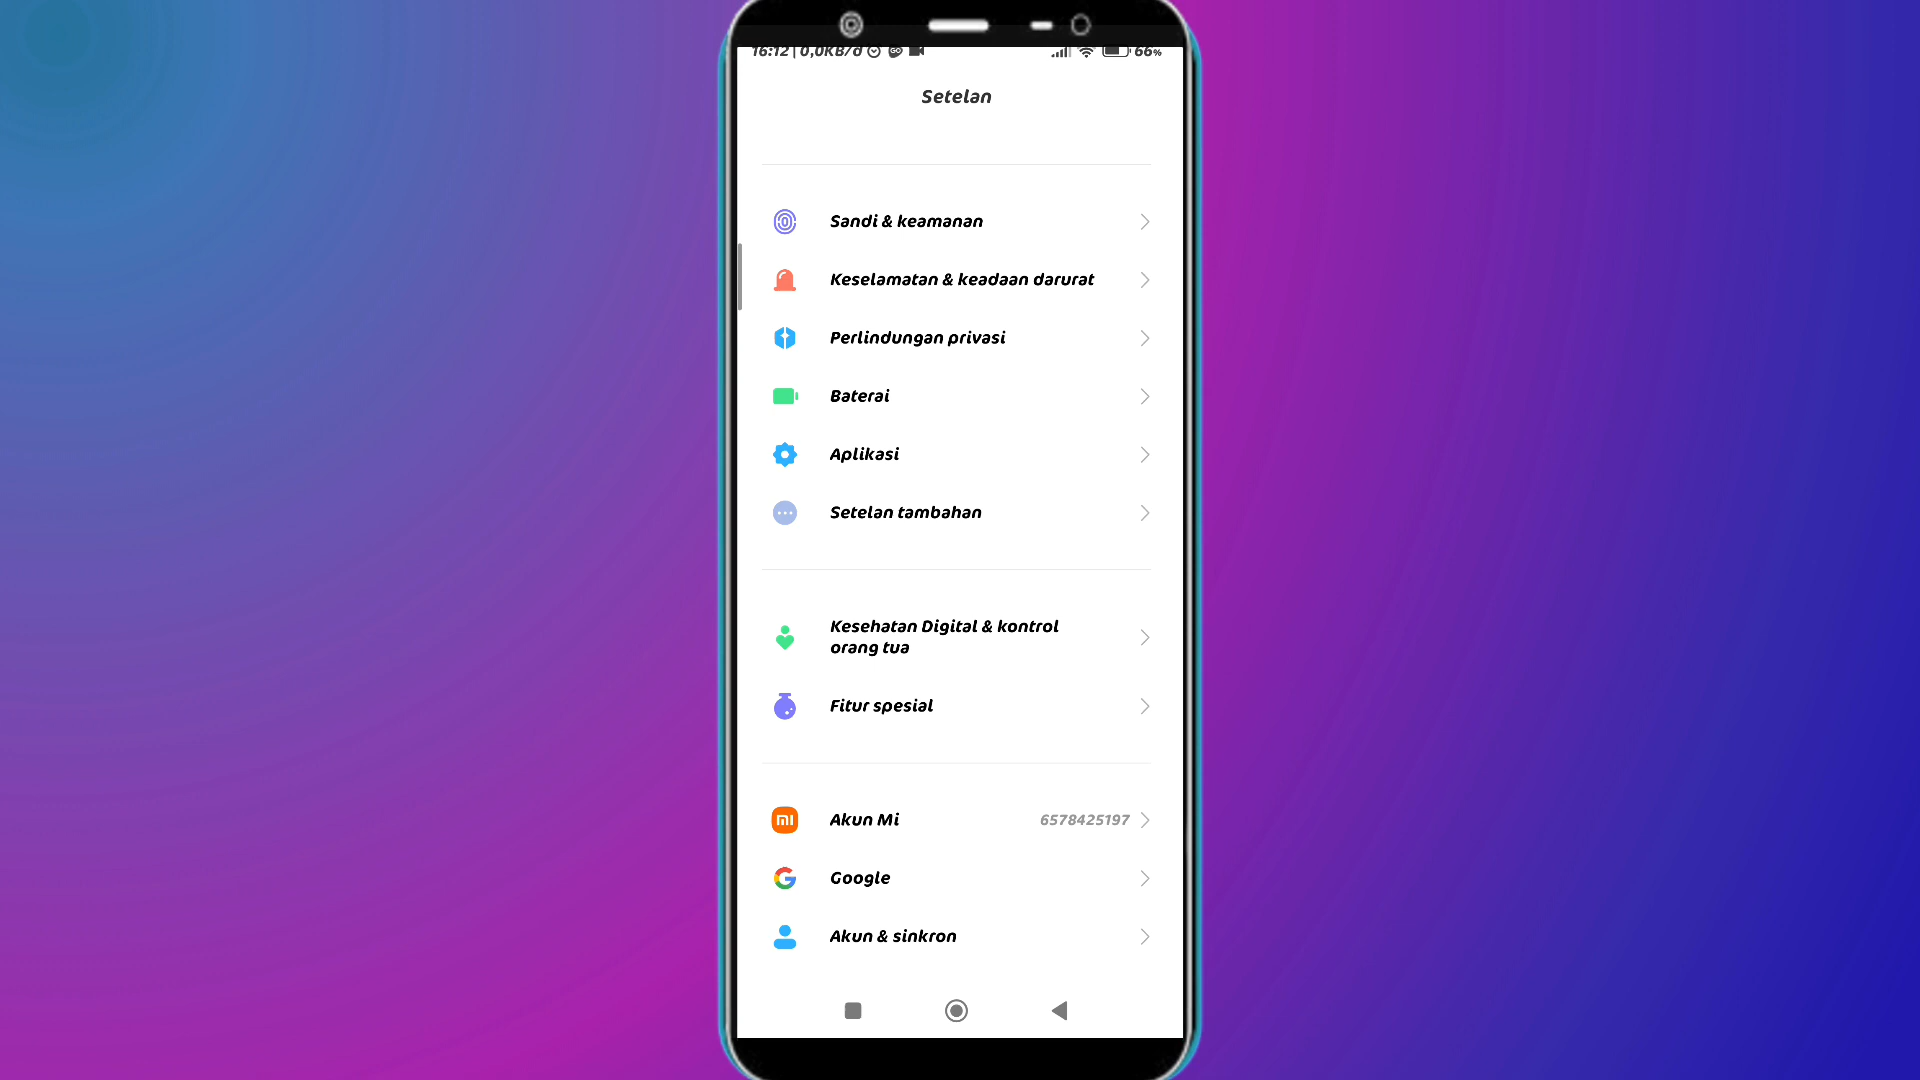 16:12 | 0,0KB/d 66%
Setelan
Sandi & keamanan
Keselamatan & keadaan darurat
Perlindungan privasi
Baterai
Aplikasi
Setelan tambahan
Kesehatan Digital & kontrol
orang tua
Fitur spesial
Akun Mi 6578425197
Google
Akun & sinkron